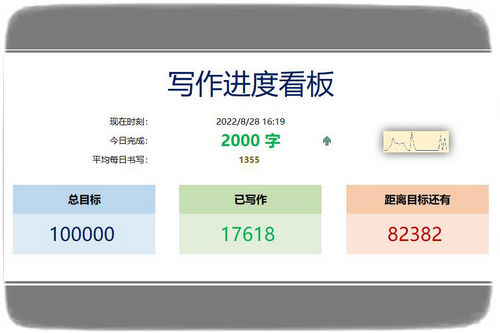 写作进度看板
现在时刻: 2022/8/28 16:19
今日完成: 2000 字
平均每日书写: 1355
总目标 已写作 距离目标还有
100000 17618 82382